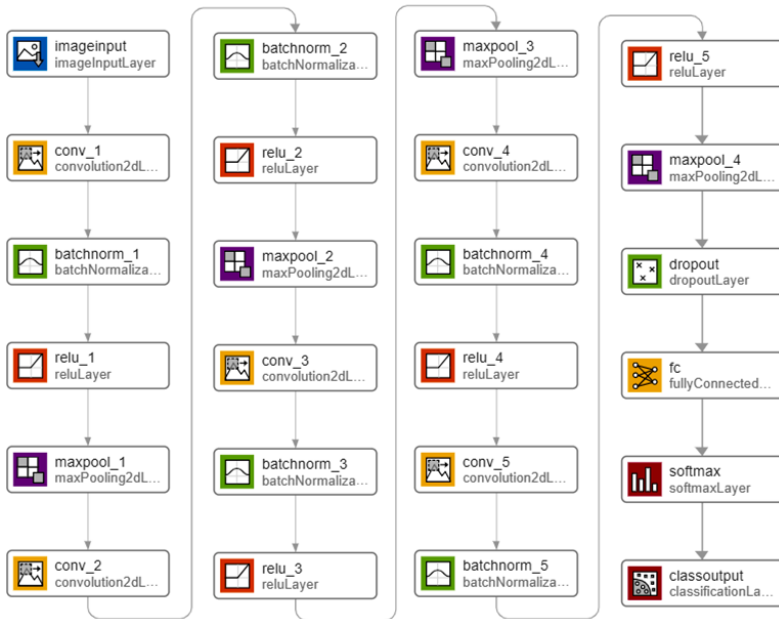 imageinput
imageInputLayer
conv_1
convolution2dL...
batchnorm_1
batchNormaliza...
relu_1
reluLayer
maxpool_1
maxPooling2dL...
conv_2
convolution2dL...
batchnorm_2
batchNormaliza...
relu_2
reluLayer
maxpool_2
maxPooling2dL...
conv_3
convolution2dL...
batchnorm_3
batchNormaliza...
relu_3
reluLayer
maxpool_3
maxPooling2dL...
conv_4
convolution2dL...
batchnorm_4
batchNormaliza...
relu_4
reluLayer
conv_5
convolution2dL...
batchnorm_5
batchNormaliza...
relu_5
reluLayer
maxpool_4
maxPooling2dL...
dropout
dropoutLayer
fc
fullyConnected...
softmax
softmaxLayer
classoutput
classificationLa...